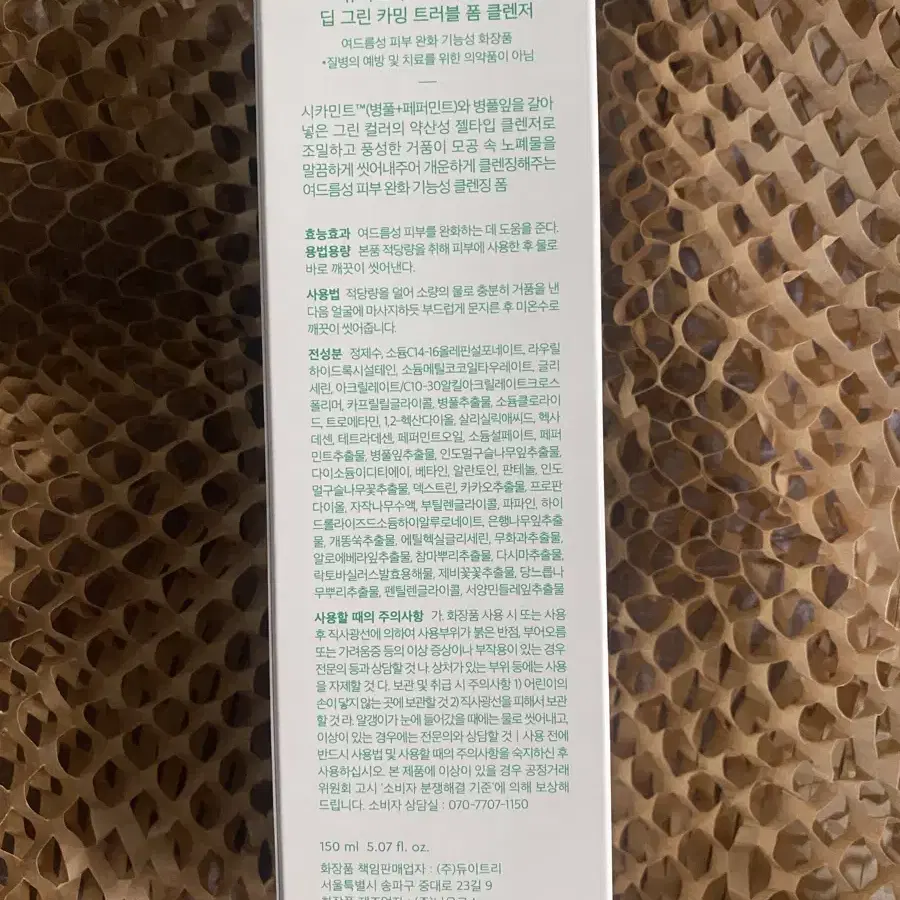 딥 그린 카밍 트러블 폼 클렌저
여드름성 피부 완화 기능성 화장품
*질병의 예방 및 치료를 위한 의약품이 아님
시카민트™(병풀+페퍼민트)와 병풀잎을 갈아
넣은 그린 컬러의 약산성 젤타입 클렌저로
조밀하고 풍성한 거품이 모공 속 노폐물을
말끔하게 씻어내주어 개운하게 클렌징해주는
여드름성 피부 완화 기능성 클렌징 폼
효능효과 여드름성 피부를 완화하는 데 도움을 준다.
용법용량 본품 적당량을 취해 피부에 사용한 후 물로
바로 깨끗이 씻어낸다.
사용법 적당량을 덜어 소량의 물로 충분히 거품을 낸
다음 얼굴에 마사지하듯 부드럽게 문지른 후 미온수로
깨끗이 씻어줍니다.
전성분 정제수, 소듐C14-16올레핀설포네이트, 라우릴
하이드록시설테인, 소듐메틸코코일타우레이트, 글리
세린, 아크릴레이트/C10-30알킬아크릴레이트크로스
폴리머, 카프릴릴글라이콜, 병풀추출물, 소듐클로라이
드, 트로메타민, 1,2-헥산다이올, 살리실릭애씨드, 헥사
데센, 테트라데센, 페퍼민트오일, 소듐설페이트, 페퍼
민트추출물, 병풀잎추출물, 인도멀구슬나무잎추출물,
다이소듐이디티에이, 베타인, 알란토인, 판테놀, 인도
멀구슬나무꽃추출물, 덱스트린, 카카오추출물, 프로판
다이올, 자작나무수액, 부틸렌글라이콜, 파파인, 하이
드롤라이즈드소듐하이알루로네이트, 은행나무잎추출
물, 개똥쑥추출물, 에틸헥실글리세린, 무화과추출물,
알로에베라잎추출물, 참마뿌리추출물, 다시마추출물,
락토바실러스발효용해물, 제비꽃꽃추출물, 당느릅나
무뿌리추출물, 펜틸렌글라이콜, 서양민들레잎추출물
사용할 때의 주의사항 가. 화장품 사용 시 또는 사용
후 직사광선에 의하여 사용부위가 붉은 반점, 부어오름
또는 가려움증 등의 이상 증상이나 부작용이 있는 경우
전문의 등과 상담할 것 나. 상처가 있는 부위 등에는 사용
을 자제할 것 다. 보관 및 취급 시 주의사항 1) 어린이의
손이 닿지 않는 곳에 보관할 것 2) 직사광선을 피해서 보관
할 것 라. 알갱이가 눈에 들어갔을 때에는 물로 씻어내고,
이상이 있는 경우에는 전문의와 상담할 것 | 사용 전에
반드시 사용법 및 사용할 때의 주의사항을 숙지하신 후
사용하십시오. 본 제품에 이상이 있을 경우 공정거래
위원회 고시 '소비자 분쟁해결 기준'에 의해 보상해
드립니다. 소비자 상담실 : 070-7707-1150
150 ml 5.07 fl. oz.
화장품 책임판매업자 : (주)듀이트리
서울특별시 송파구 중대로 23길 9